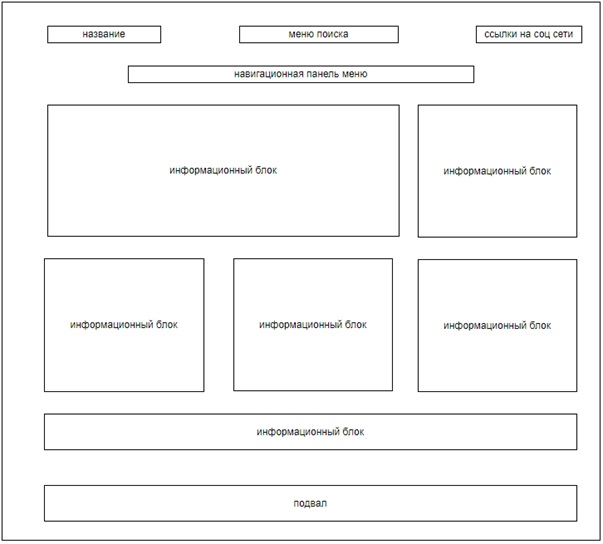 название
меню поиска
ссылки на соц сети
навигационная панель меню
информационный блок
информационный блок
информационный блок
информационный блок
информационный блок
информационный блок
подвал